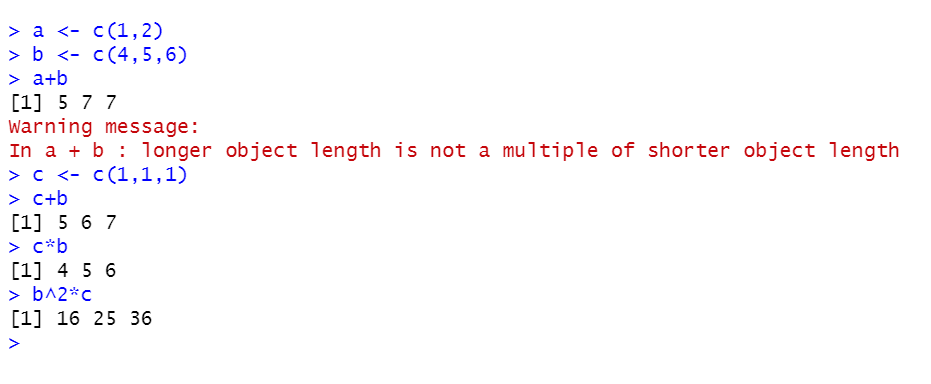 > a <- c(1,2)
> b <- c(4,5,6)
> a+b
[1] 5 7 7
Warning message:
In a + b : longer object length is not a multiple of shorter object length
> c <- c(1,1,1)
> c+b
[1] 5 6 7
> c*b
[1] 4 5 6
> b^2*c
[1] 16 25 36
>